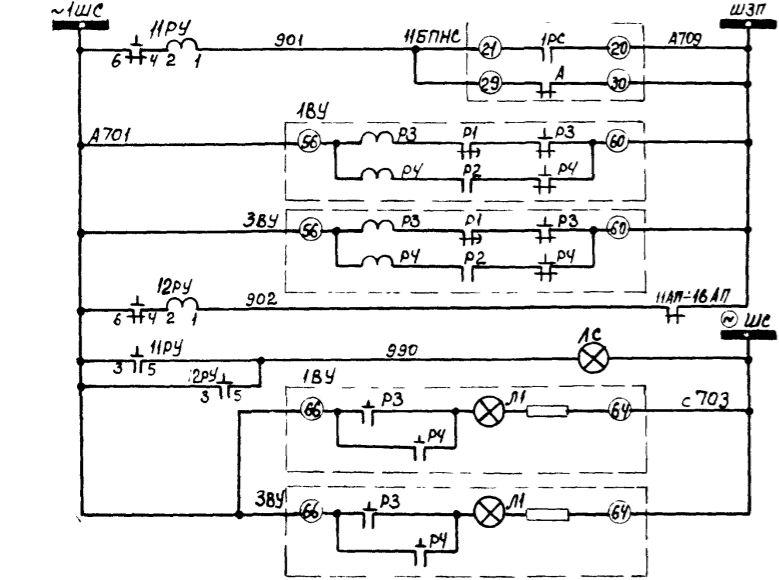 ~1ШС ШЗП
11РУ 901 11БПНС 21 1РС 20 А709
6 4 2 1
29 А 30
1ВУ
А701 56 Р3 Р1 Р3 60
Р4 Р2 Р4
3ВУ 56 Р3 Р1 Р3 60
Р4 Р2 Р4
12РУ 902 11АП-16АП
6 4 2 1
~ ШС
11РУ 990 ЛС
3 5
12РУ
3 5
1ВУ
66 Р3 Л1 64 с703
Р4
3ВУ 66 Р3 Л1 64
Р4